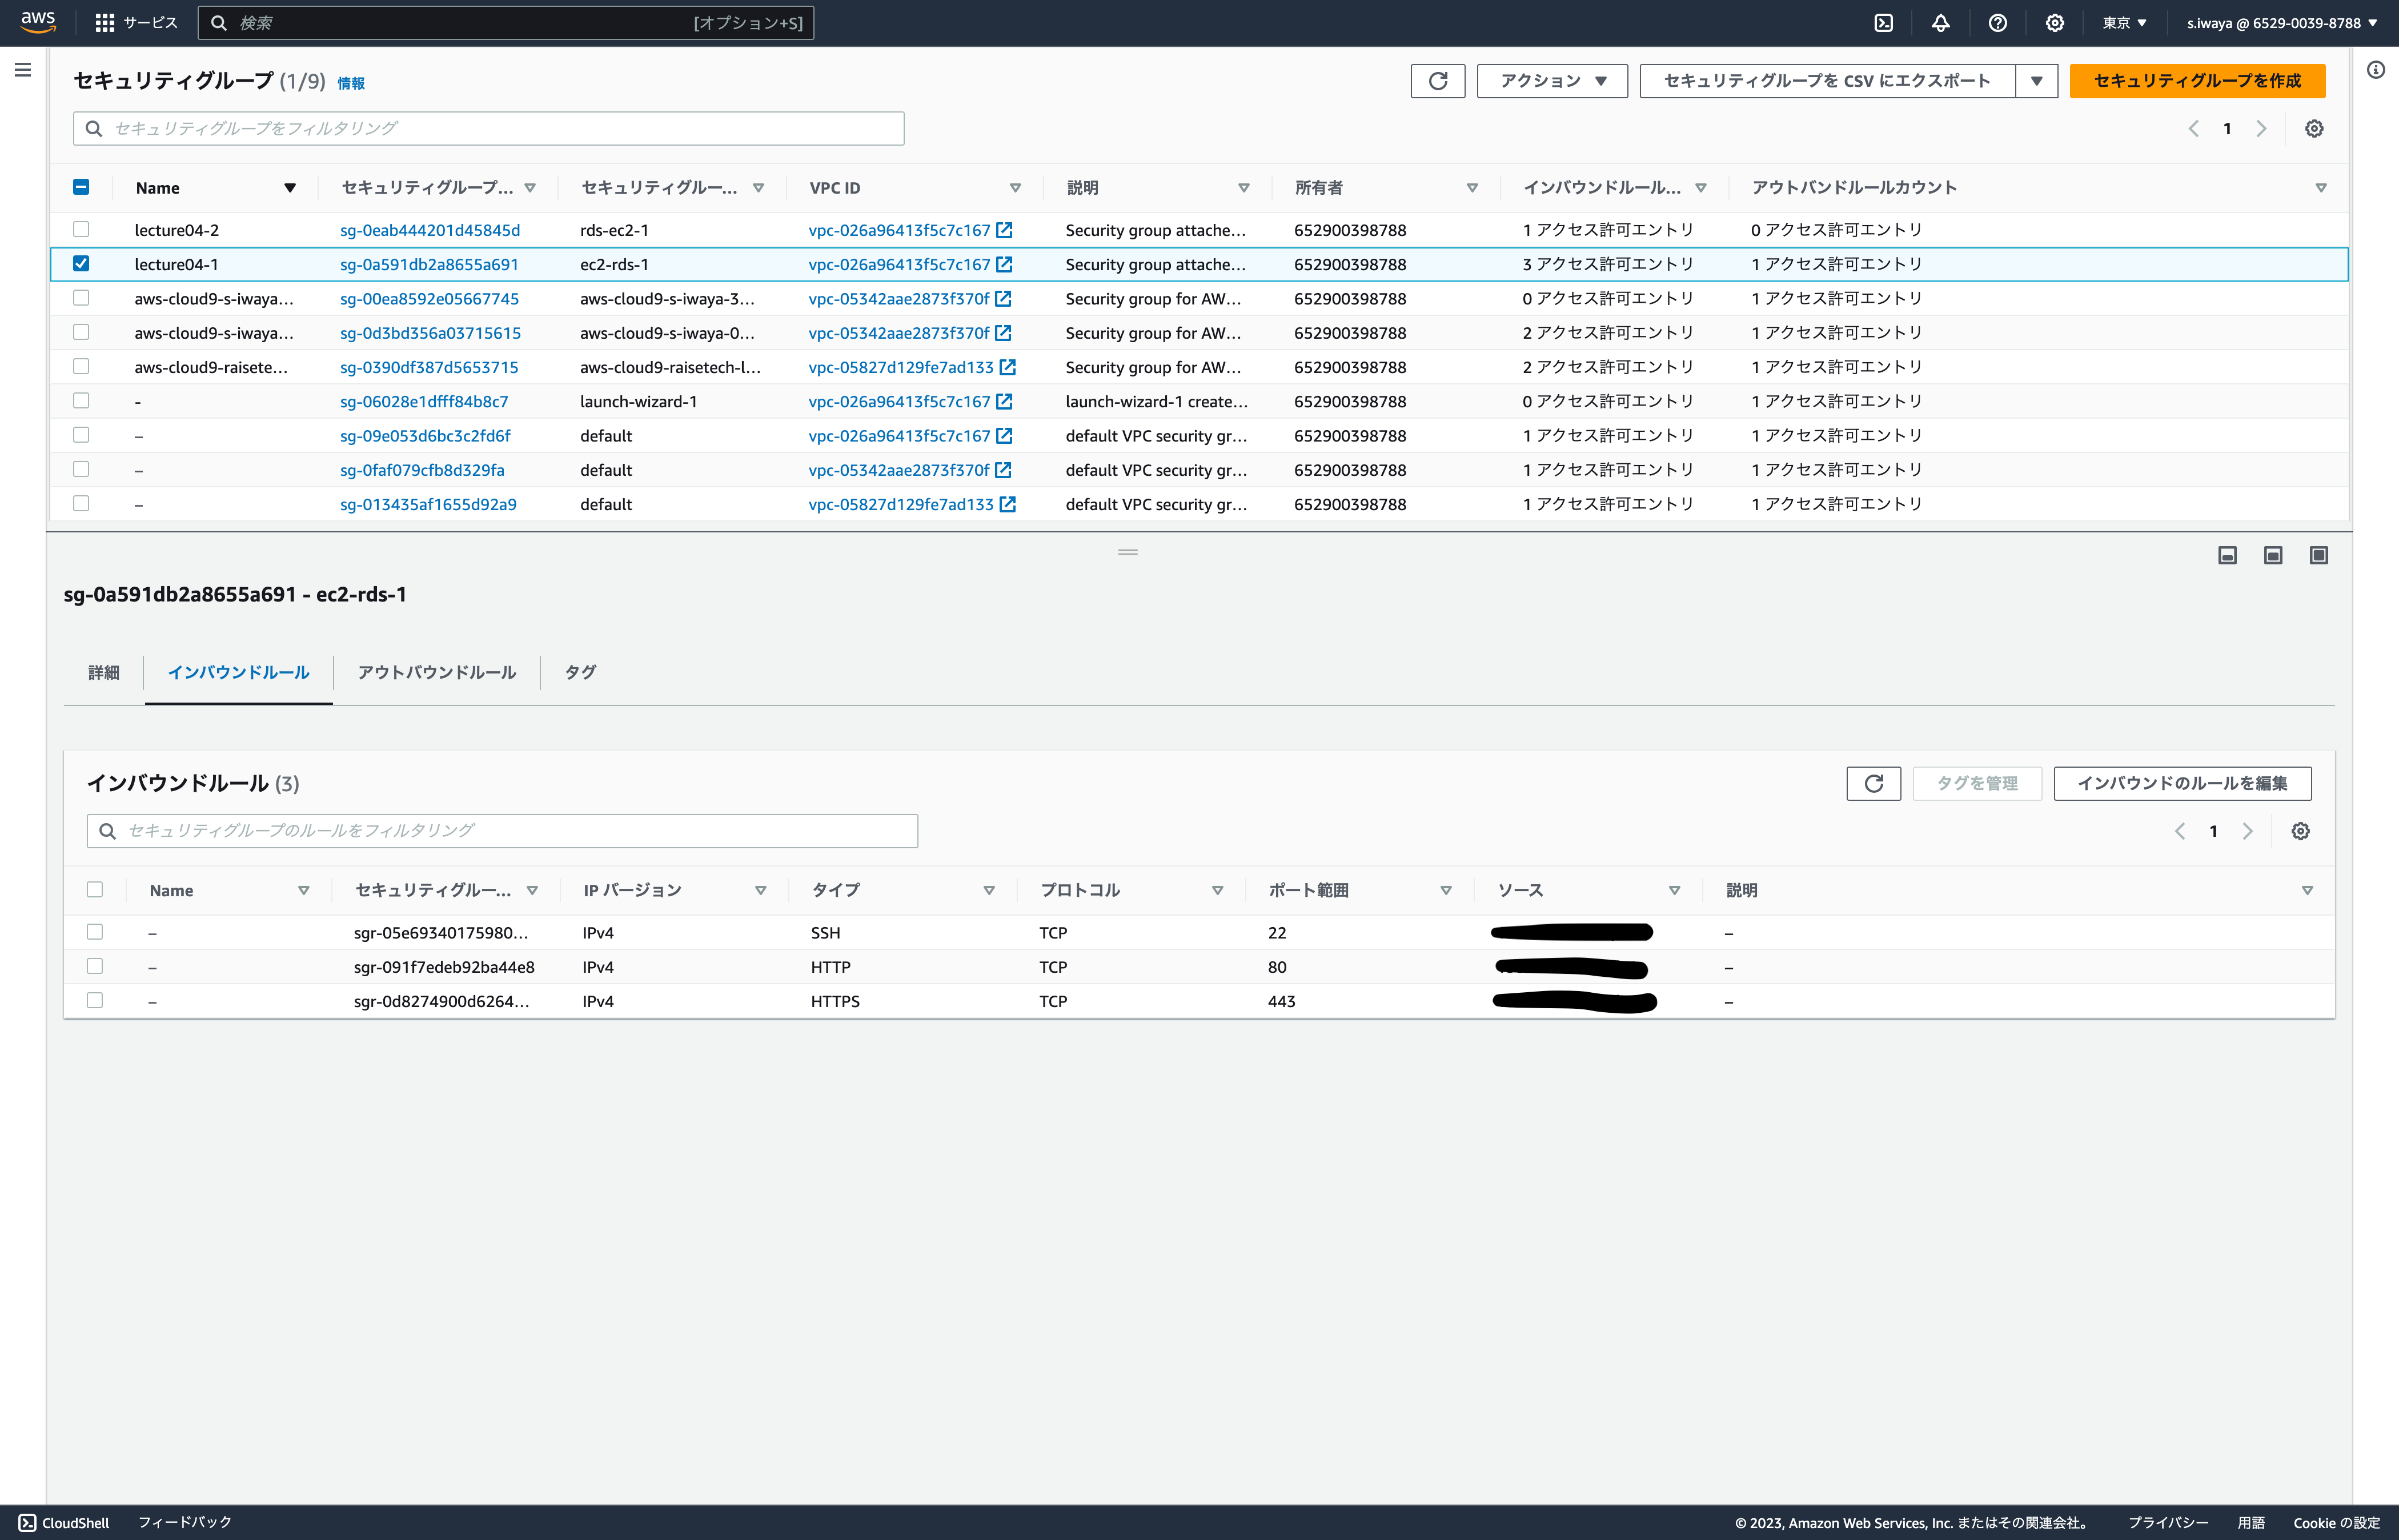 aws サービス 検索 [オプション+S] 東京 ▼ s.iwaya @ 6529-0039-8788 ▼
セキュリティグループ (1/9) 情報 アクション ▼ セキュリティグループを CSV にエクスポート ▼ セキュリティグループを作成
セキュリティグループをフィルタリング 1
Name セキュリティグループ... セキュリティグルー... VPC ID 説明 所有者 インバウンドルール... アウトバンドルールカウント
lecture04-2 sg-0eab444201d45845d rds-ec2-1 vpc-026a96413f5c7c167 Security group attache... 652900398788 1 アクセス許可エントリ 0 アクセス許可エントリ
lecture04-1 sg-0a591db2a8655a691 ec2-rds-1 vpc-026a96413f5c7c167 Security group attache... 652900398788 3 アクセス許可エントリ 1 アクセス許可エントリ
aws-cloud9-s-iwaya... sg-00ea8592e05667745 aws-cloud9-s-iwaya-3... vpc-05342aae2873f370f Security group for AW... 652900398788 0 アクセス許可エントリ 1 アクセス許可エントリ
aws-cloud9-s-iwaya... sg-0d3bd356a03715615 aws-cloud9-s-iwaya-0... vpc-05342aae2873f370f Security group for AW... 652900398788 2 アクセス許可エントリ 1 アクセス許可エントリ
aws-cloud9-raisete... sg-0390df387d5653715 aws-cloud9-raisetech-l... vpc-05827d129fe7ad133 Security group for AW... 652900398788 2 アクセス許可エントリ 1 アクセス許可エントリ
- sg-06028e1dfff84b8c7 launch-wizard-1 vpc-026a96413f5c7c167 launch-wizard-1 create... 652900398788 0 アクセス許可エントリ 1 アクセス許可エントリ
– sg-09e053d6bc3c2fd6f default vpc-026a96413f5c7c167 default VPC security gr... 652900398788 1 アクセス許可エントリ 1 アクセス許可エントリ
– sg-0faf079cfb8d329fa default vpc-05342aae2873f370f default VPC security gr... 652900398788 1 アクセス許可エントリ 1 アクセス許可エントリ
– sg-013435af1655d92a9 default vpc-05827d129fe7ad133 default VPC security gr... 652900398788 1 アクセス許可エントリ 1 アクセス許可エントリ
sg-0a591db2a8655a691 - ec2-rds-1
詳細 インバウンドルール アウトバウンドルール タグ
インバウンドルール (3) タグを管理 インバウンドのルールを編集
セキュリティグループのルールをフィルタリング 1
Name セキュリティグルー... IP バージョン タイプ プロトコル ポート範囲 ソース 説明
– sgr-05e69340175980... IPv4 SSH TCP 22 –
– sgr-091f7edeb92ba44e8 IPv4 HTTP TCP 80 –
– sgr-0d8274900d6264... IPv4 HTTPS TCP 443 –
CloudShell フィードバック © 2023, Amazon Web Services, Inc. またはその関連会社。 プライバシー 用語 Cookie の設定